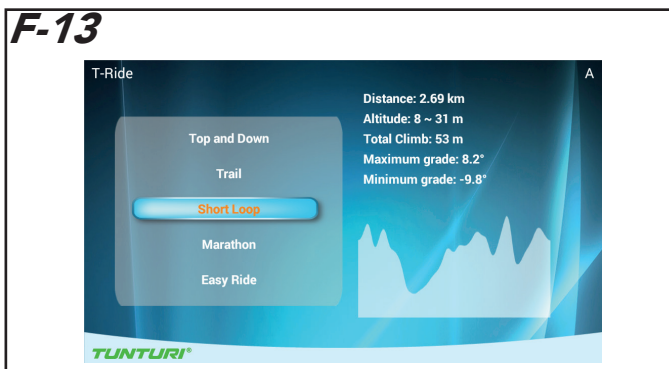 F-13
T-Ride
A
Top and Down
Trail
Short Loop
Marathon
Easy Ride
Distance: 2.69 km
Altitude: 8 ~ 31 m
Total Climb: 53 m
Maximum grade: 8.2°
Minimum grade: -9.8°
TUNTURI®